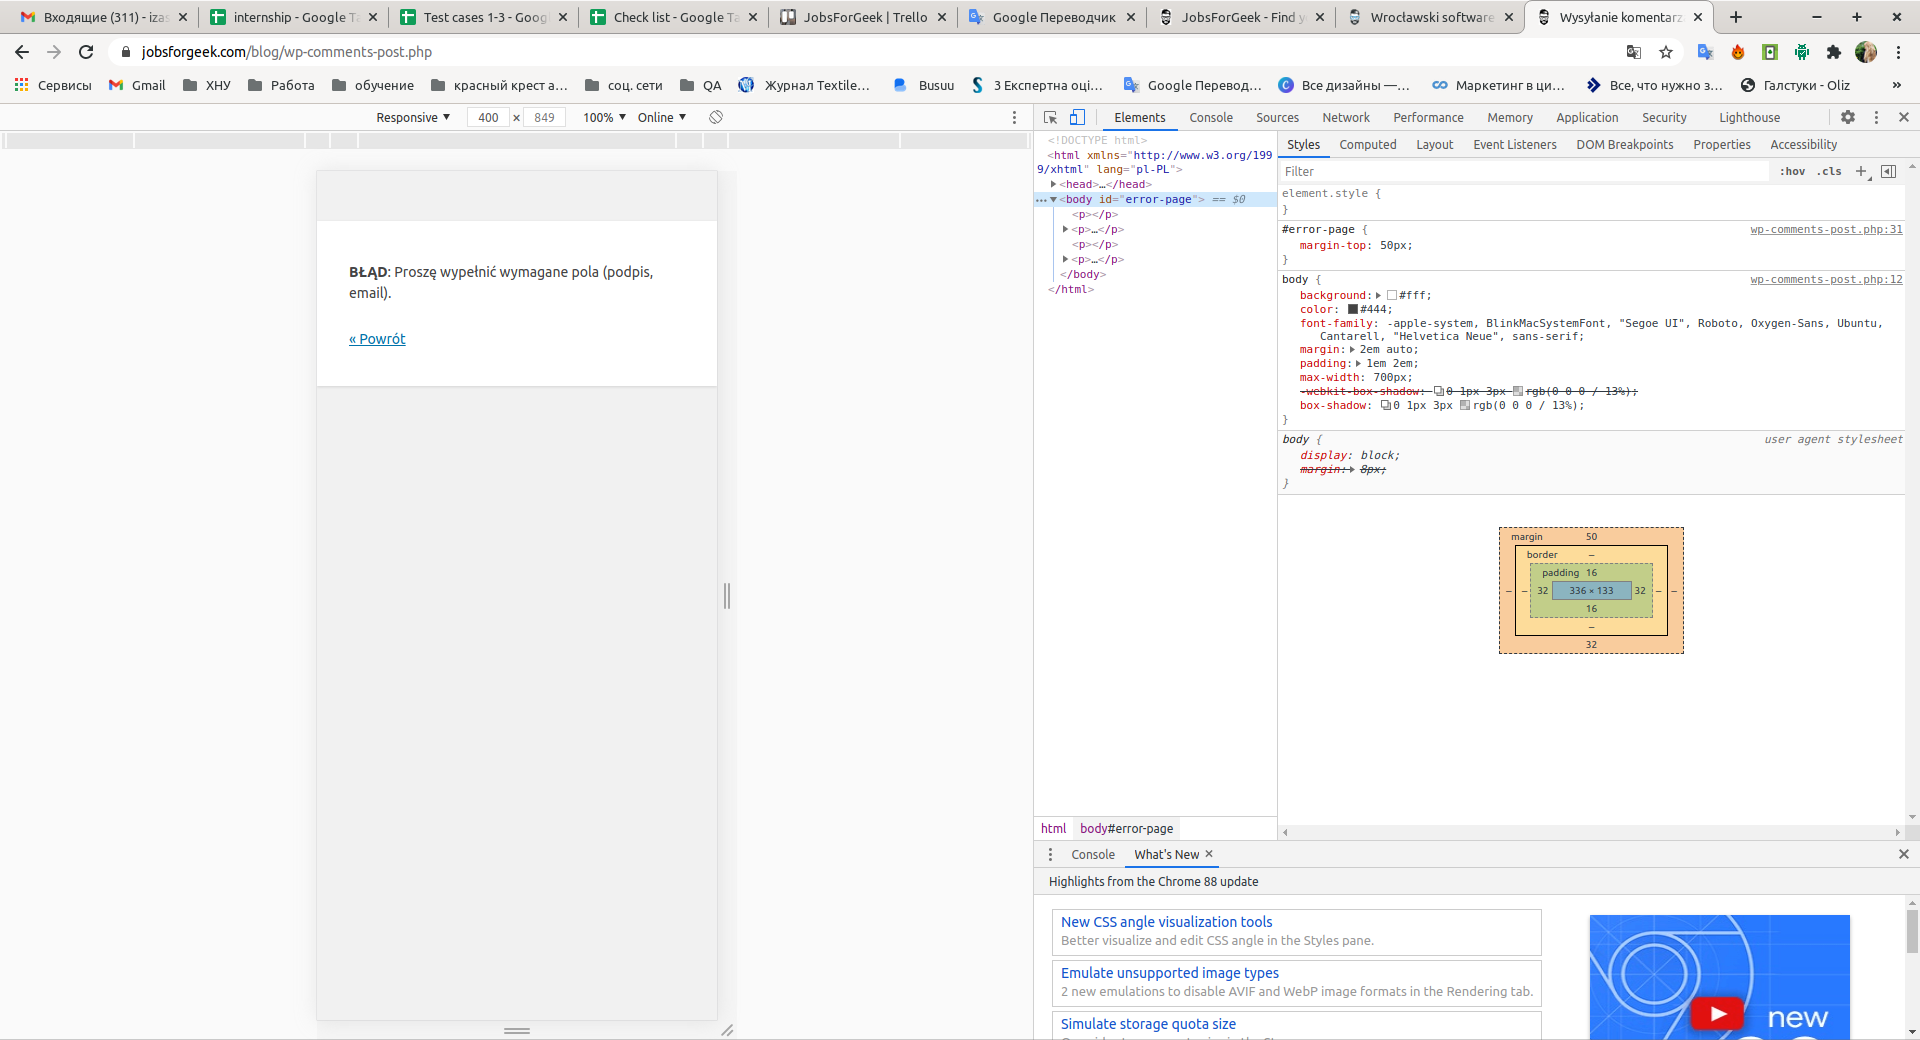 Входящие (311) - izas
internship - Google Ta
Test cases 1-3 - Googl
Check list - Google Ta
JobsForGeek | Trello
Google Переводчик
JobsForGeek - Find y
Wrocławski software
Wysyłanie komentarz
jobsforgeek.com/blog/wp-comments-post.php
Сервисы
Gmail
ХНУ
Работа
обучение
красный крест а...
соц. сети
QA
Журнал Textile...
Busuu
3 Експертна оці...
Google Перевод...
Все дизайны —...
Маркетинг в ци...
Все, что нужно з...
Галстуки - Oliz
»
Responsive 400 × 849 100% Online
BŁĄD: Proszę wypełnić wymagane pola (podpis,
email).
« Powrót
Elements Console Sources Network Performance Memory Application Security Lighthouse
<!DOCTYPE html>
<html xmlns="http://www.w3.org/199
9/xhtml" lang="pl-PL">
<head>…</head>
<body id="error-page"> == $0
<p></p>
<p>…</p>
<p></p>
<p>…</p>
</body>
</html>
html body#error-page
Styles Computed Layout Event Listeners DOM Breakpoints Properties Accessibility
Filter :hov .cls +
element.style {
}
#error-page { wp-comments-post.php:31
margin-top: 50px;
}
body { wp-comments-post.php:12
background: #fff;
color: #444;
font-family: -apple-system, BlinkMacSystemFont, "Segoe UI", Roboto, Oxygen-Sans, Ubuntu,
Cantarell, "Helvetica Neue", sans-serif;
margin: 2em auto;
padding: 1em 2em;
max-width: 700px;
-webkit-box-shadow: 0 1px 3px rgb(0 0 0 / 13%);
box-shadow: 0 1px 3px rgb(0 0 0 / 13%);
}
body { user agent stylesheet
display: block;
margin: 8px;
}
margin 50
border –
padding 16
– – 32 336 × 133 32 – –
16
–
32
Console What's New
Highlights from the Chrome 88 update
New CSS angle visualization tools
Better visualize and edit CSS angle in the Styles pane.
Emulate unsupported image types
2 new emulations to disable AVIF and WebP image formats in the Rendering tab.
Simulate storage quota size
new